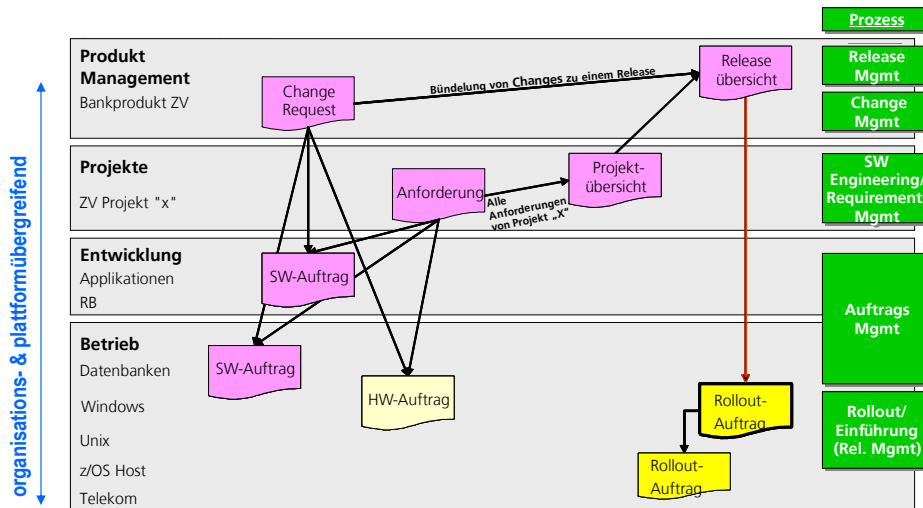 Prozess
Produkt
Management
Bankprodukt ZV
Change
Request
Bündelung von Changes zu einem Release
Release
übersicht
Release
Mgmt
Change
Mgmt
Projekte
ZV Projekt "x"
Anforderung
Alle
Anforderungen
von Projekt „X“
Projekt-
übersicht
SW
Engineering/
Requirement
Mgmt
Entwicklung
Applikationen
RB
SW-Auftrag
Auftrags
Mgmt
Betrieb
Datenbanken
Windows
Unix
z/OS Host
Telekom
SW-Auftrag
HW-Auftrag
Rollout-
Auftrag
Rollout-
Auftrag
Rollout/
Einführung
(Rel. Mgmt)
organisations- & plattformübergreifend